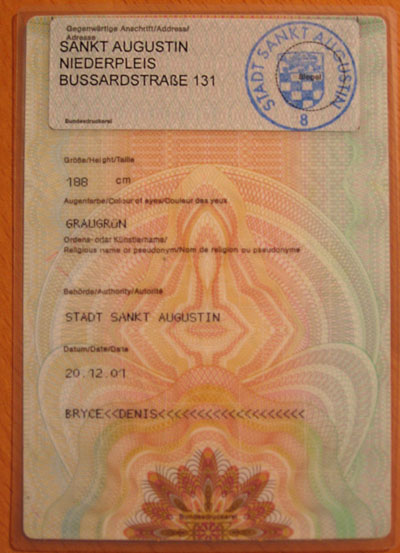 Gegenwärtige Anschrift/Address/
Adresse
SANKT AUGUSTIN
NIEDERPLEIS
BUSSARDSTRAßE 131
STADT SANKT AUGUSTIN
Siegel
8
Bundesdruckerei
Größe/Height/Taille
188 cm
Augenfarbe/Colour of eyes/Couleur des yeux
GRAUGRÜN
Ordens- oder Künstlername/
Religious name or pseudonym/Nom de religion ou pseudonyme
Behörde/Authority/Autorité
STADT SANKT AUGUSTIN
Datum/Date/Date
20.12.01
BRYCE<<DENIS<<<<<<<<<<<<<<<<<<<<<